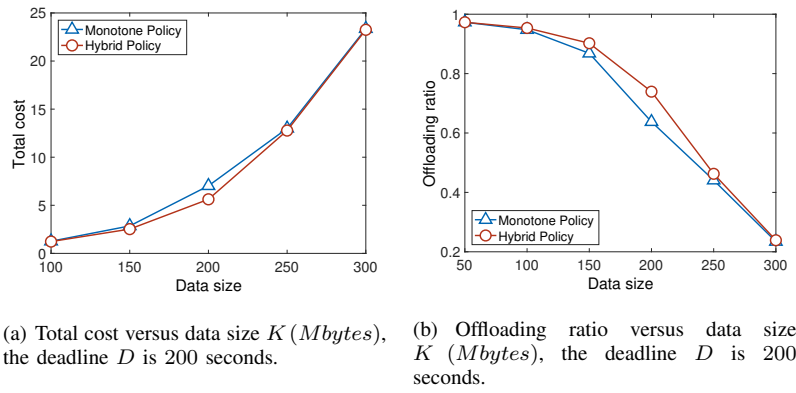 25
20
15
10
5
0
Total cost
Monotone Policy
Hybrid Policy
100 150 200 250 300
Data size
1
0.8
0.6
0.4
0.2
Offloading ratio
Monotone Policy
Hybrid Policy
50 100 150 200 250 300
Data size
(a) Total cost versus data size K (Mbytes),
the deadline D is 200 seconds.
(b) Offloading ratio versus data size
K (Mbytes), the deadline D is 200
seconds.